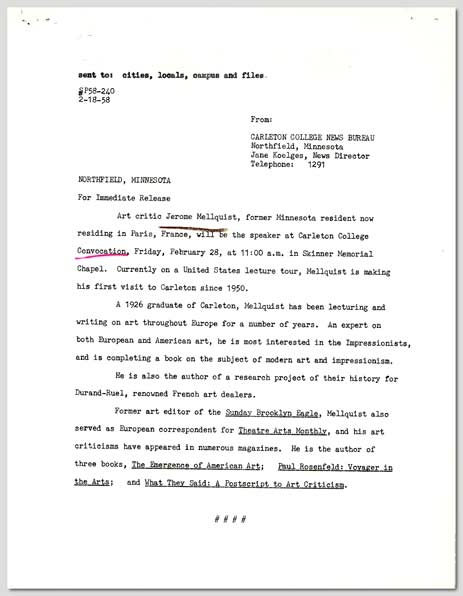 sent to: cities, locals, campus and files.
SP58-240
2-18-58
From:
CARLETON COLLEGE NEWS BUREAU
Northfield, Minnesota
Jane Koelges, News Director
Telephone: 1291
NORTHFIELD, MINNESOTA
For Immediate Release
Art critic Jerome Mellquist, former Minnesota resident now
residing in Paris, France, will be the speaker at Carleton College
Convocation, Friday, February 28, at 11:00 a.m. in Skinner Memorial
Chapel. Currently on a United States lecture tour, Mellquist is making
his first visit to Carleton since 1950.
A 1926 graduate of Carleton, Mellquist has been lecturing and
writing on art throughout Europe for a number of years. An expert on
both European and American art, he is most interested in the Impressionists,
and is completing a book on the subject of modern art and impressionism.
He is also the author of a research project of their history for
Durand-Ruel, renowned French art dealers.
Former art editor of the Sunday Brooklyn Eagle, Mellquist also
served as European correspondent for Theatre Arts Monthly, and his art
criticisms have appeared in numerous magazines. He is the author of
three books, The Emergence of American Art; Paul Rosenfeld: Voyager in
the Arts; and What They Said: A Postscript to Art Criticism.
# # # #